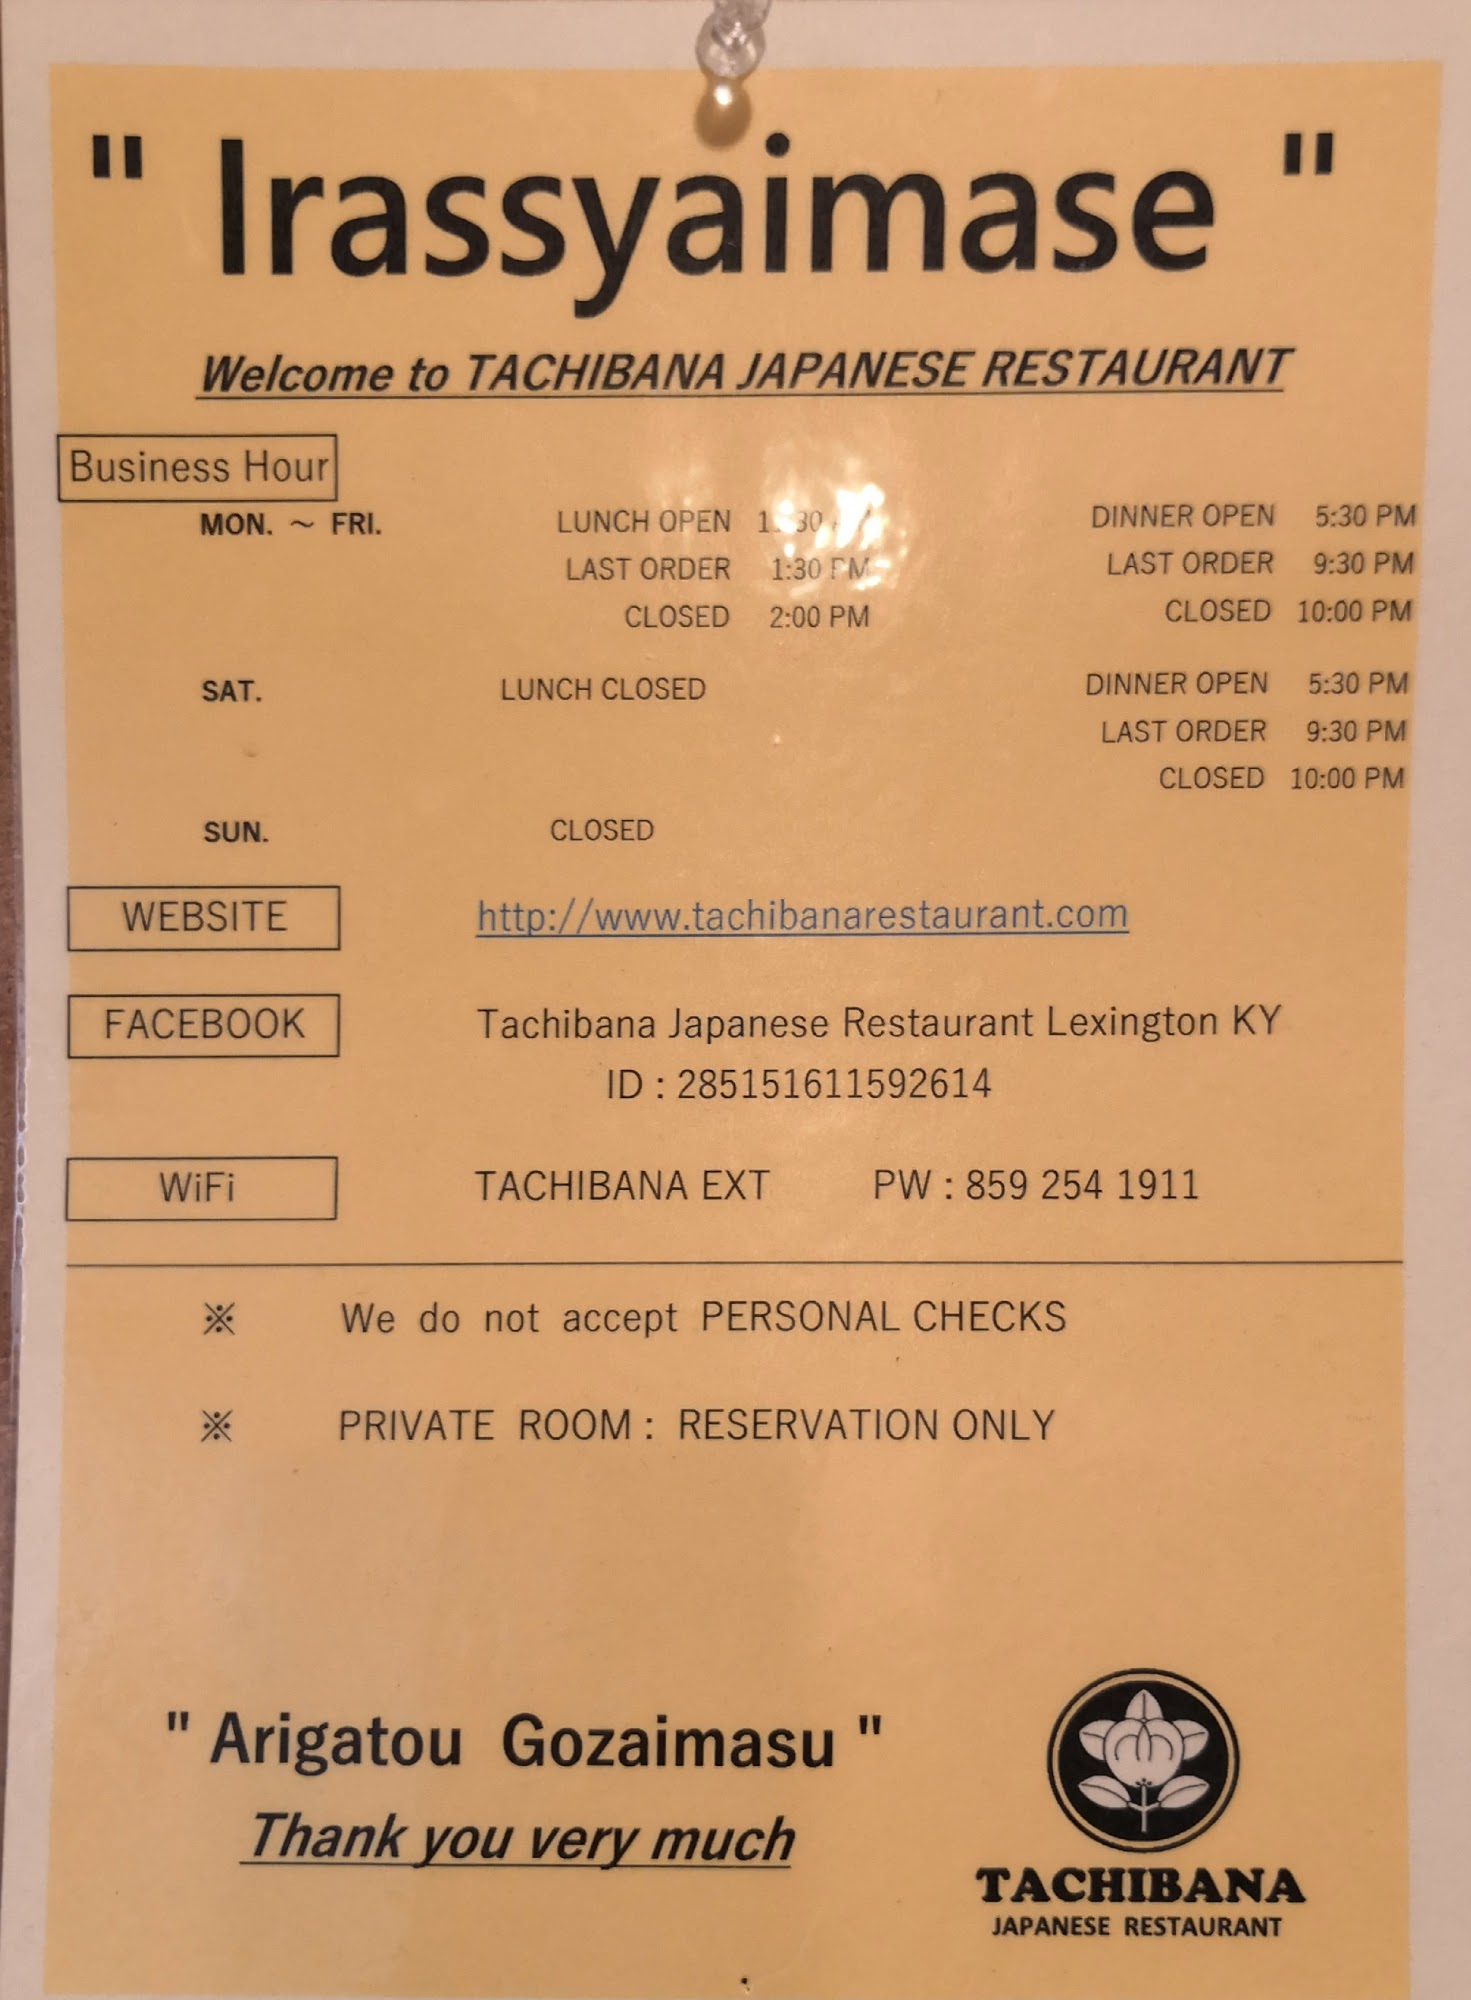 " Irassyaimase "
Welcome to TACHIBANA JAPANESE RESTAURANT
Business Hour
MON. ～ FRI. LUNCH OPEN DINNER OPEN 5:30 PM
LAST ORDER 1:30 PM LAST ORDER 9:30 PM
CLOSED 2:00 PM CLOSED 10:00 PM
SAT. LUNCH CLOSED DINNER OPEN 5:30 PM
LAST ORDER 9:30 PM
CLOSED 10:00 PM
SUN. CLOSED
WEBSITE http://www.tachibanarestaurant.com
FACEBOOK Tachibana Japanese Restaurant Lexington KY
ID : 285151611592614
WiFi TACHIBANA EXT PW : 859 254 1911
※ We do not accept PERSONAL CHECKS
※ PRIVATE ROOM : RESERVATION ONLY
" Arigatou Gozaimasu "
Thank you very much
TACHIBANA
JAPANESE RESTAURANT